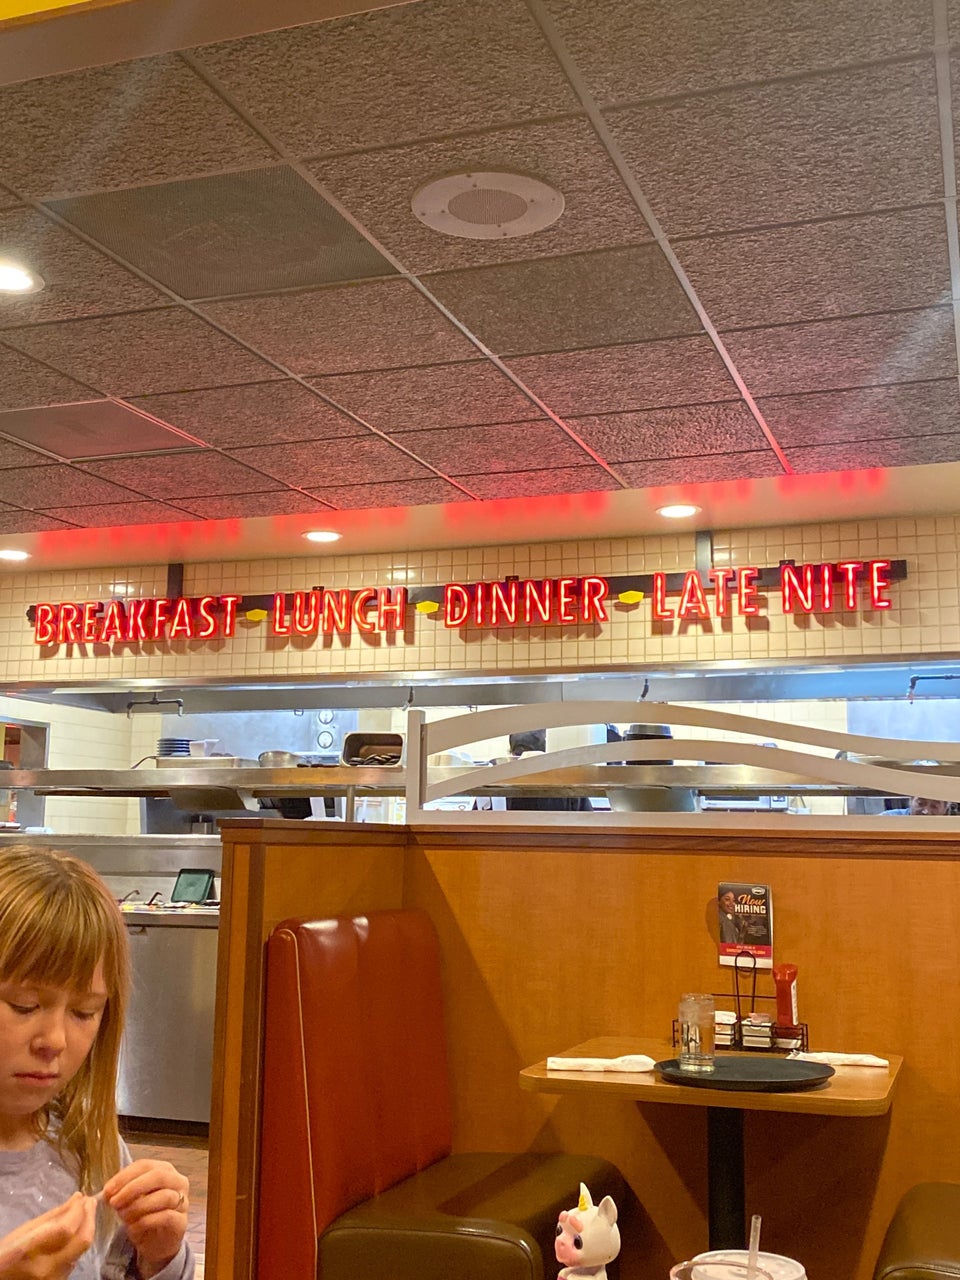 BREAKFAST LUNCH DINNER LATE NITE
Now
HIRING